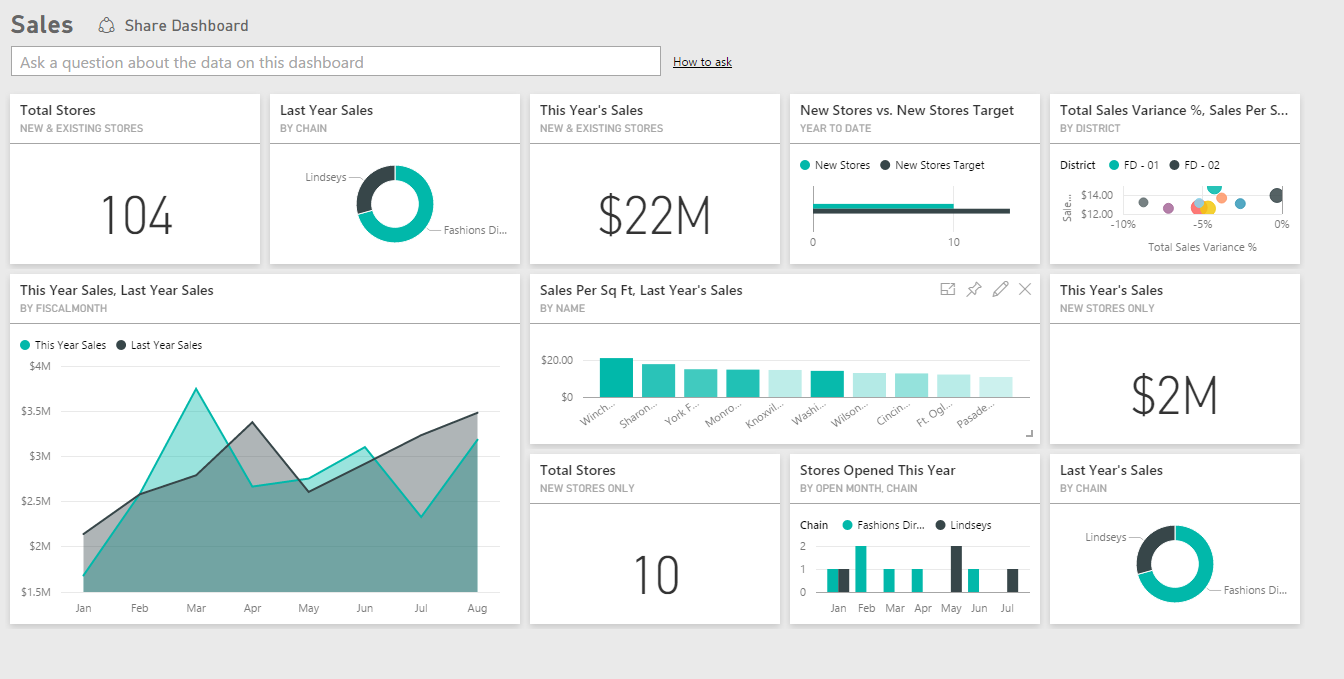 Sales
Share Dashboard
Ask a question about the data on this dashboard
How to ask
Total Stores
NEW & EXISTING STORES
104
Last Year Sales
BY CHAIN
Lindseys
Fashions Di...
This Year's Sales
NEW & EXISTING STORES
$22M
New Stores vs. New Stores Target
YEAR TO DATE
New Stores New Stores Target
0 10
Total Sales Variance %, Sales Per S...
BY DISTRICT
District FD - 01 FD - 02
Sale...
$14.00
$12.00
-10% -5% 0%
Total Sales Variance %
This Year Sales, Last Year Sales
BY FISCALMONTH
This Year Sales Last Year Sales
$4M
$3.5M
$3M
$2.5M
$2M
$1.5M
Jan Feb Mar Apr May Jun Jul Aug
Sales Per Sq Ft, Last Year's Sales
BY NAME
$20.00
$0
Winch... Sharon... York F... Monro... Knoxvil... Washi... Wilson... Cincin... Ft. Ogl... Pasade...
This Year's Sales
NEW STORES ONLY
$2M
Total Stores
NEW STORES ONLY
10
Stores Opened This Year
BY OPEN MONTH, CHAIN
Chain Fashions Dir... Lindseys
2
1
0
Jan Feb Mar Apr May Jun Jul
Last Year's Sales
BY CHAIN
Lindseys
Fashions Di...